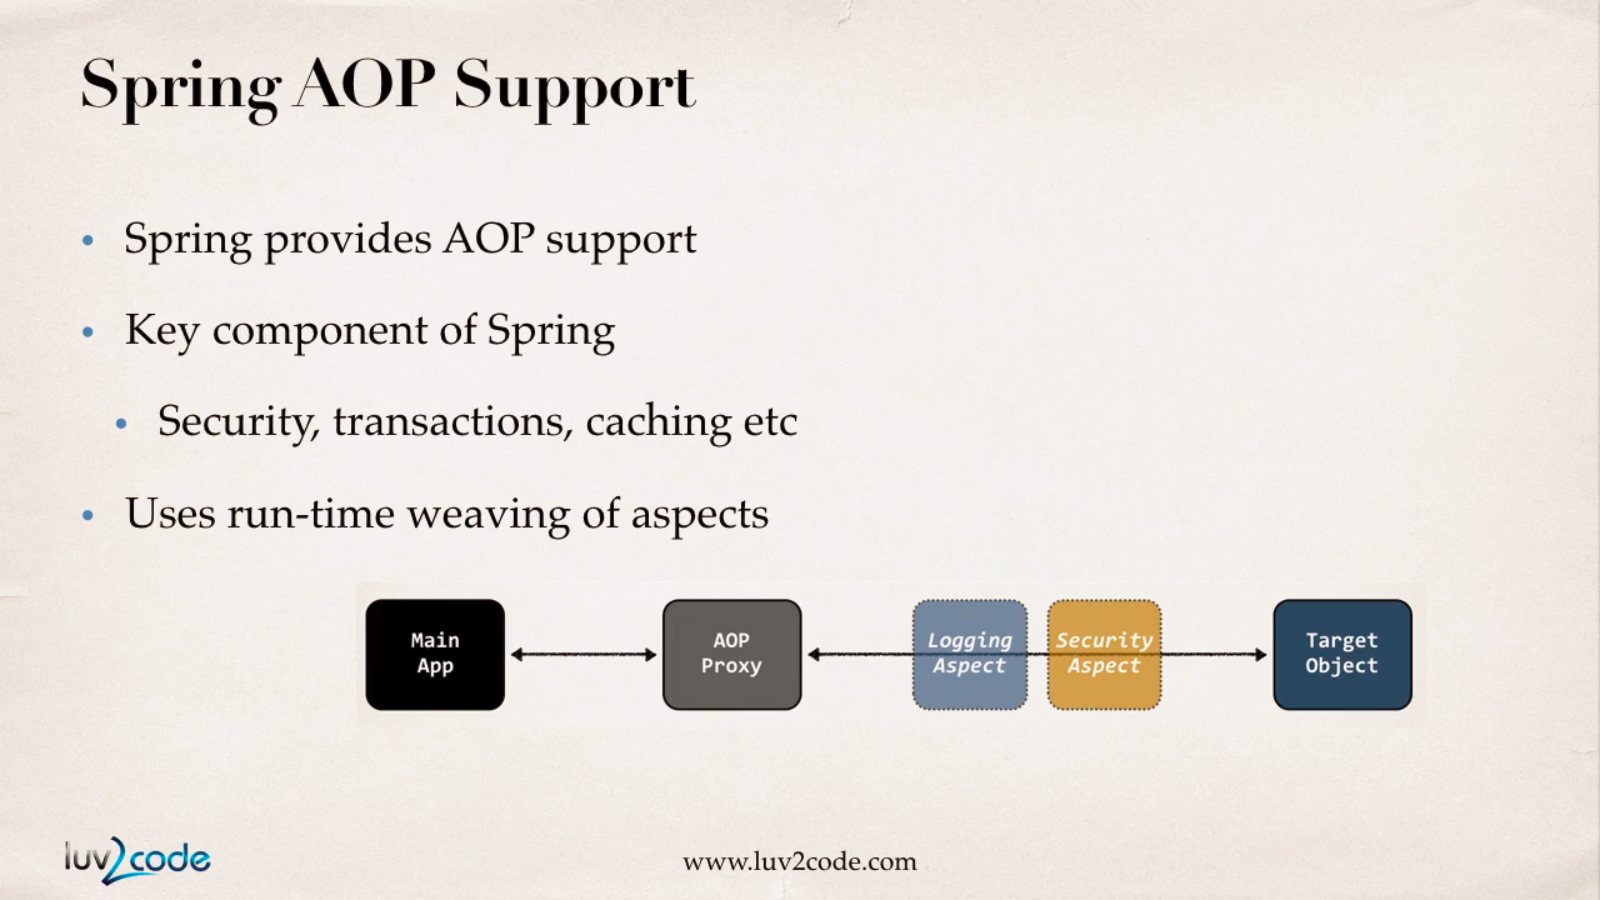 Spring AOP Support
• Spring provides AOP support
• Key component of Spring
• Security, transactions, caching etc
• Uses run-time weaving of aspects
Main
App
AOP
Proxy
Logging
Aspect
Security
Aspect
Target
Object
luv2code
www.luv2code.com